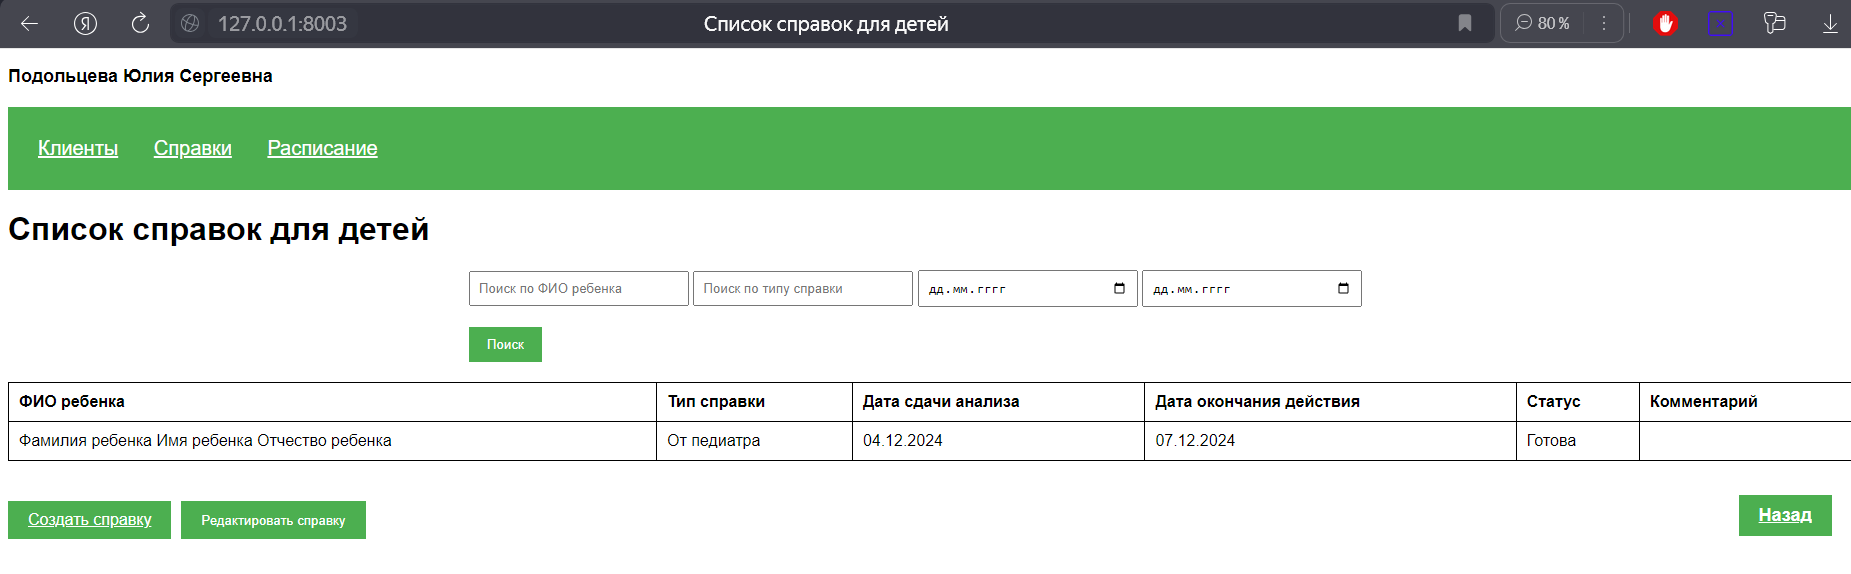 127.0.0.1:8003 Список справок для детей 80 %
Подольцева Юлия Сергеевна
Клиенты Справки Расписание
Список справок для детей
Поиск по ФИО ребенка Поиск по типу справки дд.мм.гггг дд.мм.гггг
Поиск
ФИО ребенка Тип справки Дата сдачи анализа Дата окончания действия Статус Комментарий
Фамилия ребенка Имя ребенка Отчество ребенка От педиатра 04.12.2024 07.12.2024 Готова
Создать справку Редактировать справку Назад